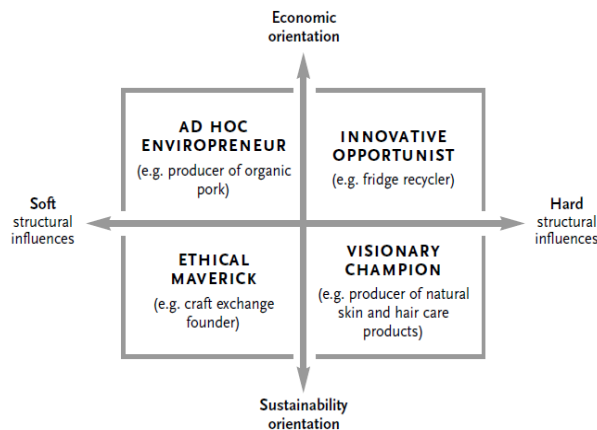 Economic
orientation
AD HOC
ENVIROPRENEUR
(e.g. producer of organic
pork)
INNOVATIVE
OPPORTUNIST
(e.g. fridge recycler)
Soft
structural
influences
Hard
structural
influences
ETHICAL
MAVERICK
(e.g. craft exchange
founder)
VISIONARY
CHAMPION
(e.g. producer of natural
skin and hair care
products)
Sustainability
orientation